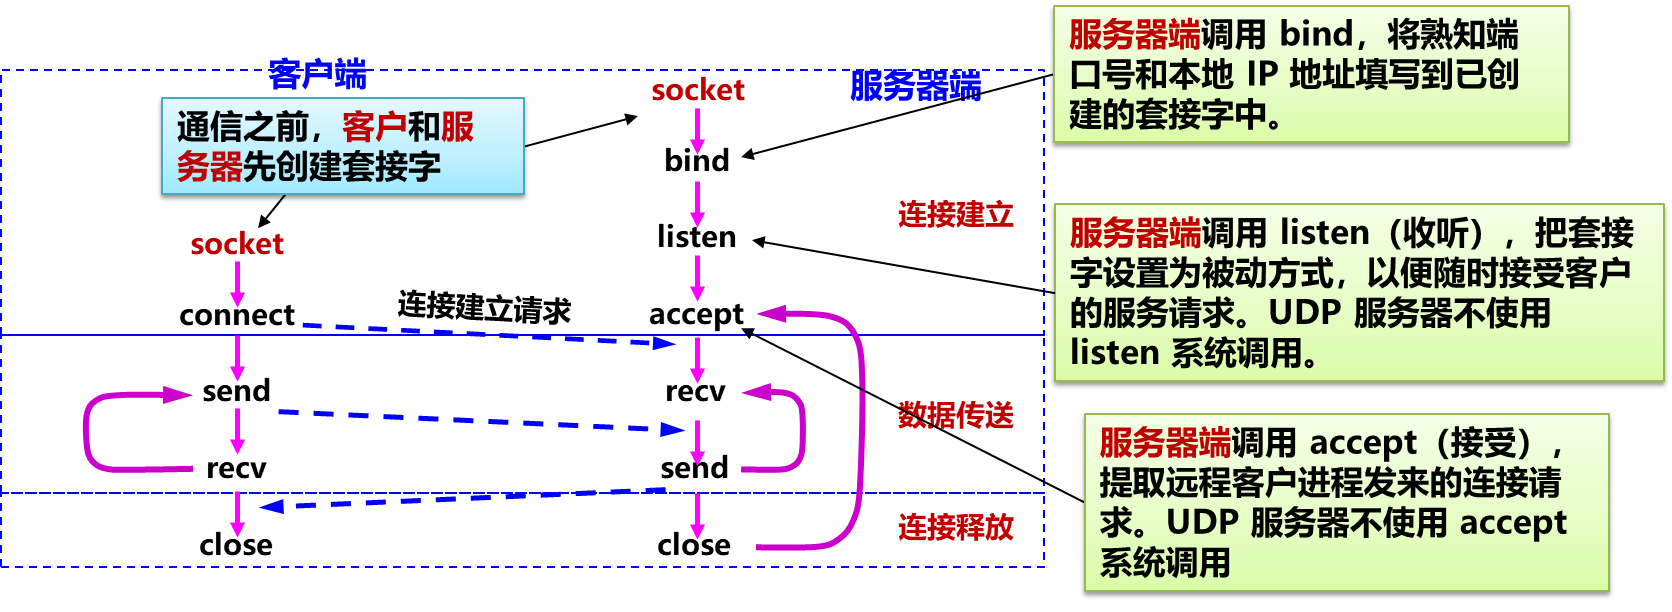 客户端
服务器端
通信之前，客户和服
务器先创建套接字
socket
bind
listen
accept
recv
send
close
socket
connect
send
recv
close
连接建立请求
连接建立
数据传送
连接释放
服务器端调用 bind，将熟知端
口号和本地 IP 地址填写到已创
建的套接字中。
服务器端调用 listen（收听），把套接
字设置为被动方式，以便随时接受客户
的服务请求。UDP 服务器不使用
listen 系统调用。
服务器端调用 accept（接受），
提取远程客户进程发来的连接请
求。UDP 服务器不使用 accept
系统调用